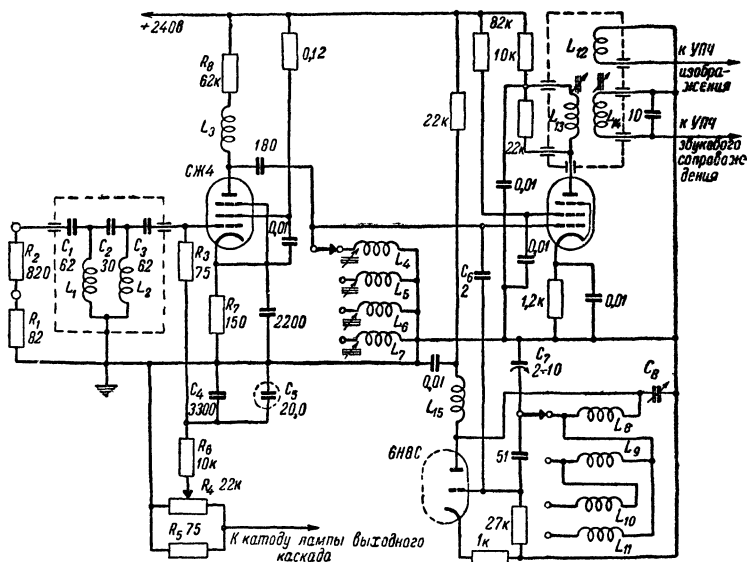 +240в
R8
62к
0,12
82к
10к
L12
к УПЧ
изобра-
жения
L3
22к
22к
L13
L14
10
к УПЧ
звукового
сопровож
дения
180
6Ж4
0,01
0,01
C1
62
C2
30
C3
62
R2
820
R3
75
0,01
L4
C6
2
L1
L2
L5
R1
82
R7
150
2200
L6
1,2к
0,01
L7
C4
3300
C5
20,0
0,01
C7
2÷10
C8
L15
L8
R6
10к
6Н8С
51
L9
R4 22к
L10
27к
R5 75
L11
К катоду лампы выходного
каскада
1к